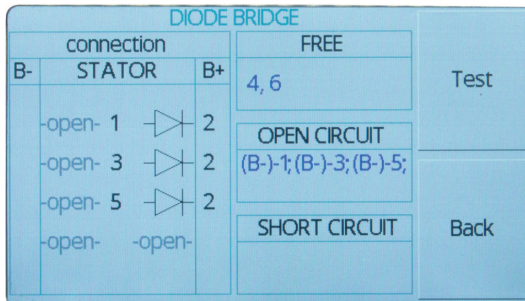 DIODE BRIDGE
connection
B- STATOR B+
-open- 1 2
-open- 3 2
-open- 5 2
-open- -open-
FREE
4, 6
OPEN CIRCUIT
(B-)-1; (B-)-3; (B-)-5;
SHORT CIRCUIT
Test
Back